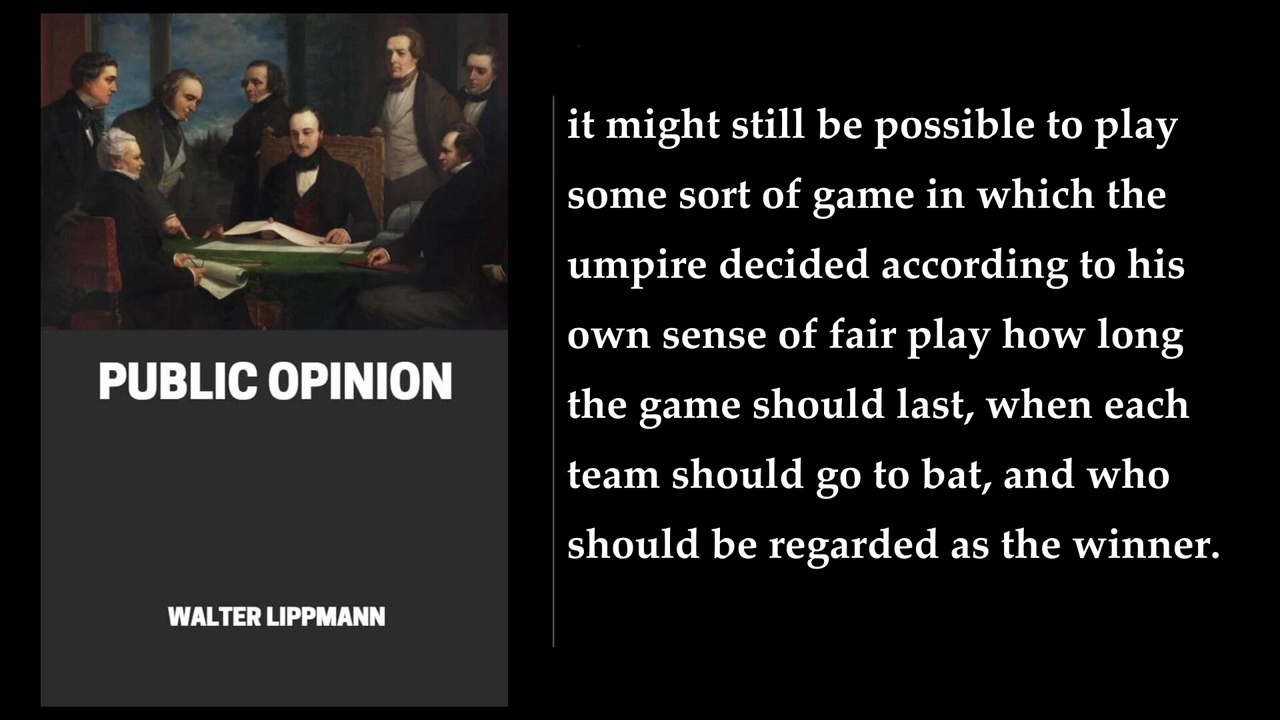 PUBLIC OPINION
WALTER LIPPMANN
it might still be possible to play
some sort of game in which the
umpire decided according to his
own sense of fair play how long
the game should last, when each
team should go to bat, and who
should be regarded as the winner.